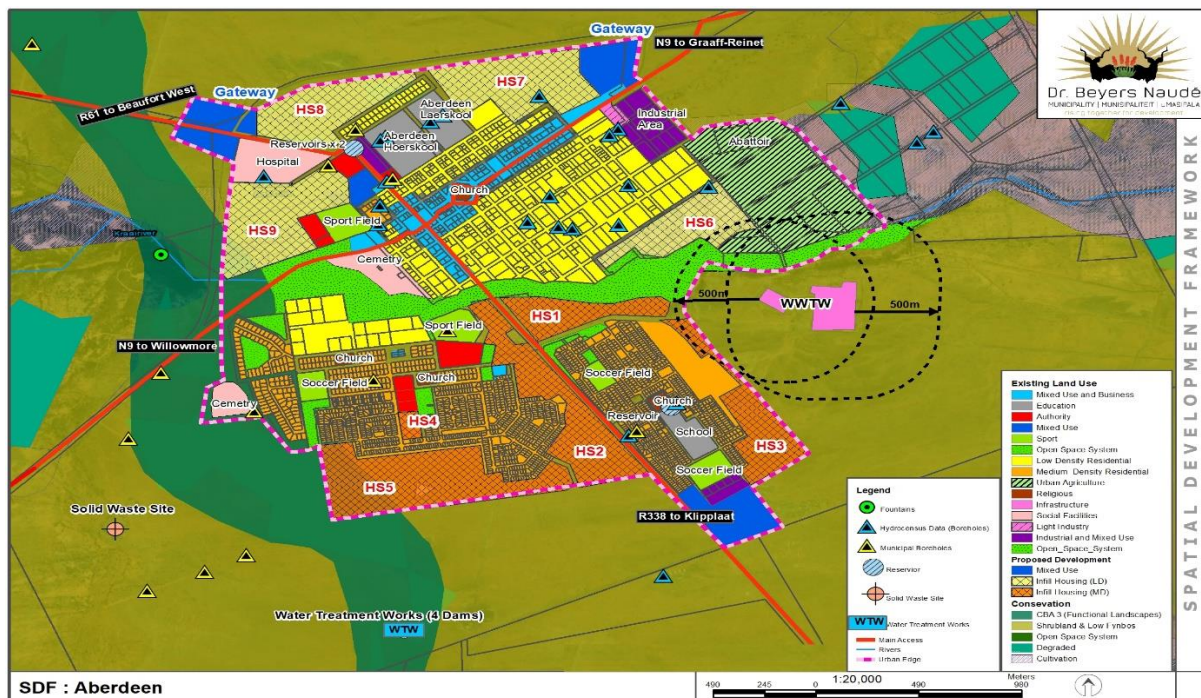 Gateway
N9 to Graaff-Reinet
Dr. Beyers Naudé
MUNICIPALITY | MUNISIPALITEIT | UMASIPALA
SPATIAL DEVELOPMENT FRAMEWORK
Gateway
R61 to Beaufort West
HS8
HS7
Aberdeen
Laerskool
Aberdeen
Hoerskool
Industrial
Area
Abattoir
Reservoirs x 2
Hospital
Church
Sport Field
HS9
HS6
Kraairivier
Cemetry
500m
WWTW
500m
HS1
Sport Field
N9 to Willowmore
Church
Soccer Field
Church
Soccer Field
Cemetry
HS4
Reservoir
Church
School
HS2
HS3
Soccer Field
HS5
R338 to Klipplaat
Solid Waste Site
Water Treatment Works (4 Dams)
WTW
Legend
Fountains
Hydrocensus Data (Boreholes)
Municipal Boreholes
Reservior
Solid Waste Site
WTW Water Treatment Works
Main Access
Rivers
Urban Edge
Existing Land Use
Mixed Use and Business
Education
Authority
Mixed Use
Sport
Open Space System
Low Density Residential
Medium Density Residential
Urban Agriculture
Religious
Infrastructure
Social Facilities
Light Industry
Industrial and Mixed Use
Open_Space_System
Proposed Development
Mixed Use
Infill Housing (LD)
Infill Housing (MD)
Consevation
CBA 3 (Functional Landscapes)
Shrubland & Low Fynbos
Open Space System
Degraded
Cultivation
SDF : Aberdeen
1:20,000
Meters
490 245 0 490 980